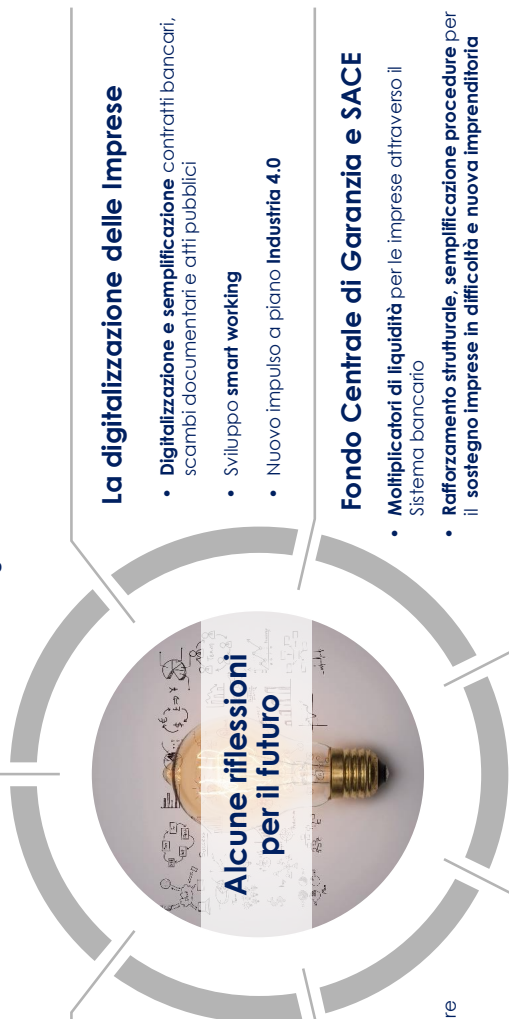 La digitalizzazione delle Imprese
• Digitalizzazione e semplificazione contratti bancari,
scambi documentari e atti pubblici
• Sviluppo smart working
• Nuovo impulso a piano Industria 4.0
Alcune riflessioni
per il futuro
Fondo Centrale di Garanzia e SACE
• Moltiplicatori di liquidità per le imprese attraverso il
Sistema bancario
• Rafforzamento strutturale, semplificazione procedure per
il sostegno imprese in difficoltà e nuova imprenditoria
re